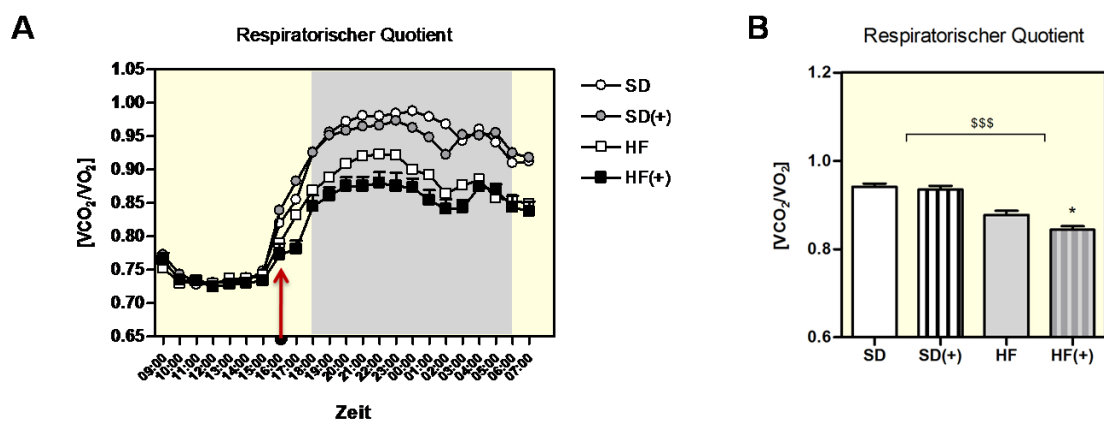 A
Respiratorischer Quotient
[VCO₂/VO₂]
1.05
1.00
0.95
0.90
0.85
0.80
0.75
0.70
0.65
09:00
10:00
11:00
12:00
13:00
14:00
15:00
16:00
17:00
18:00
19:00
20:00
21:00
22:00
23:00
00:00
01:00
02:00
03:00
04:00
05:00
06:00
07:00
Zeit
SD
SD(+)
HF
HF(+)
B
Respiratorischer Quotient
[VCO₂/VO₂]
1.2
1.0
0.8
0.6
$$$
*
SD
SD(+)
HF
HF(+)